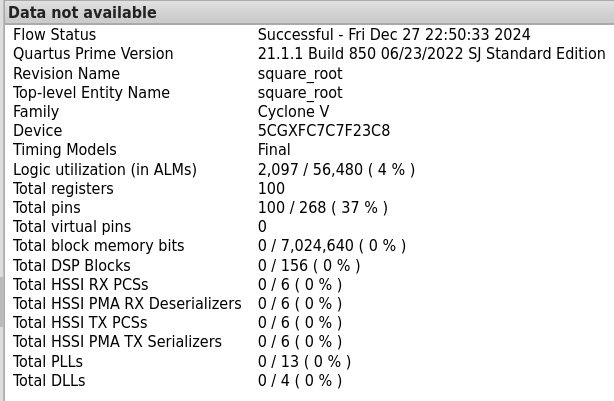 Data not available
Flow Status Successful - Fri Dec 27 22:50:33 2024
Quartus Prime Version 21.1.1 Build 850 06/23/2022 SJ Standard Edition
Revision Name square_root
Top-level Entity Name square_root
Family Cyclone V
Device 5CGXFC7C7F23C8
Timing Models Final
Logic utilization (in ALMs) 2,097 / 56,480 ( 4 % )
Total registers 100
Total pins 100 / 268 ( 37 % )
Total virtual pins 0
Total block memory bits 0 / 7,024,640 ( 0 % )
Total DSP Blocks 0 / 156 ( 0 % )
Total HSSI RX PCSs 0 / 6 ( 0 % )
Total HSSI PMA RX Deserializers 0 / 6 ( 0 % )
Total HSSI TX PCSs 0 / 6 ( 0 % )
Total HSSI PMA TX Serializers 0 / 6 ( 0 % )
Total PLLs 0 / 13 ( 0 % )
Total DLLs 0 / 4 ( 0 % )